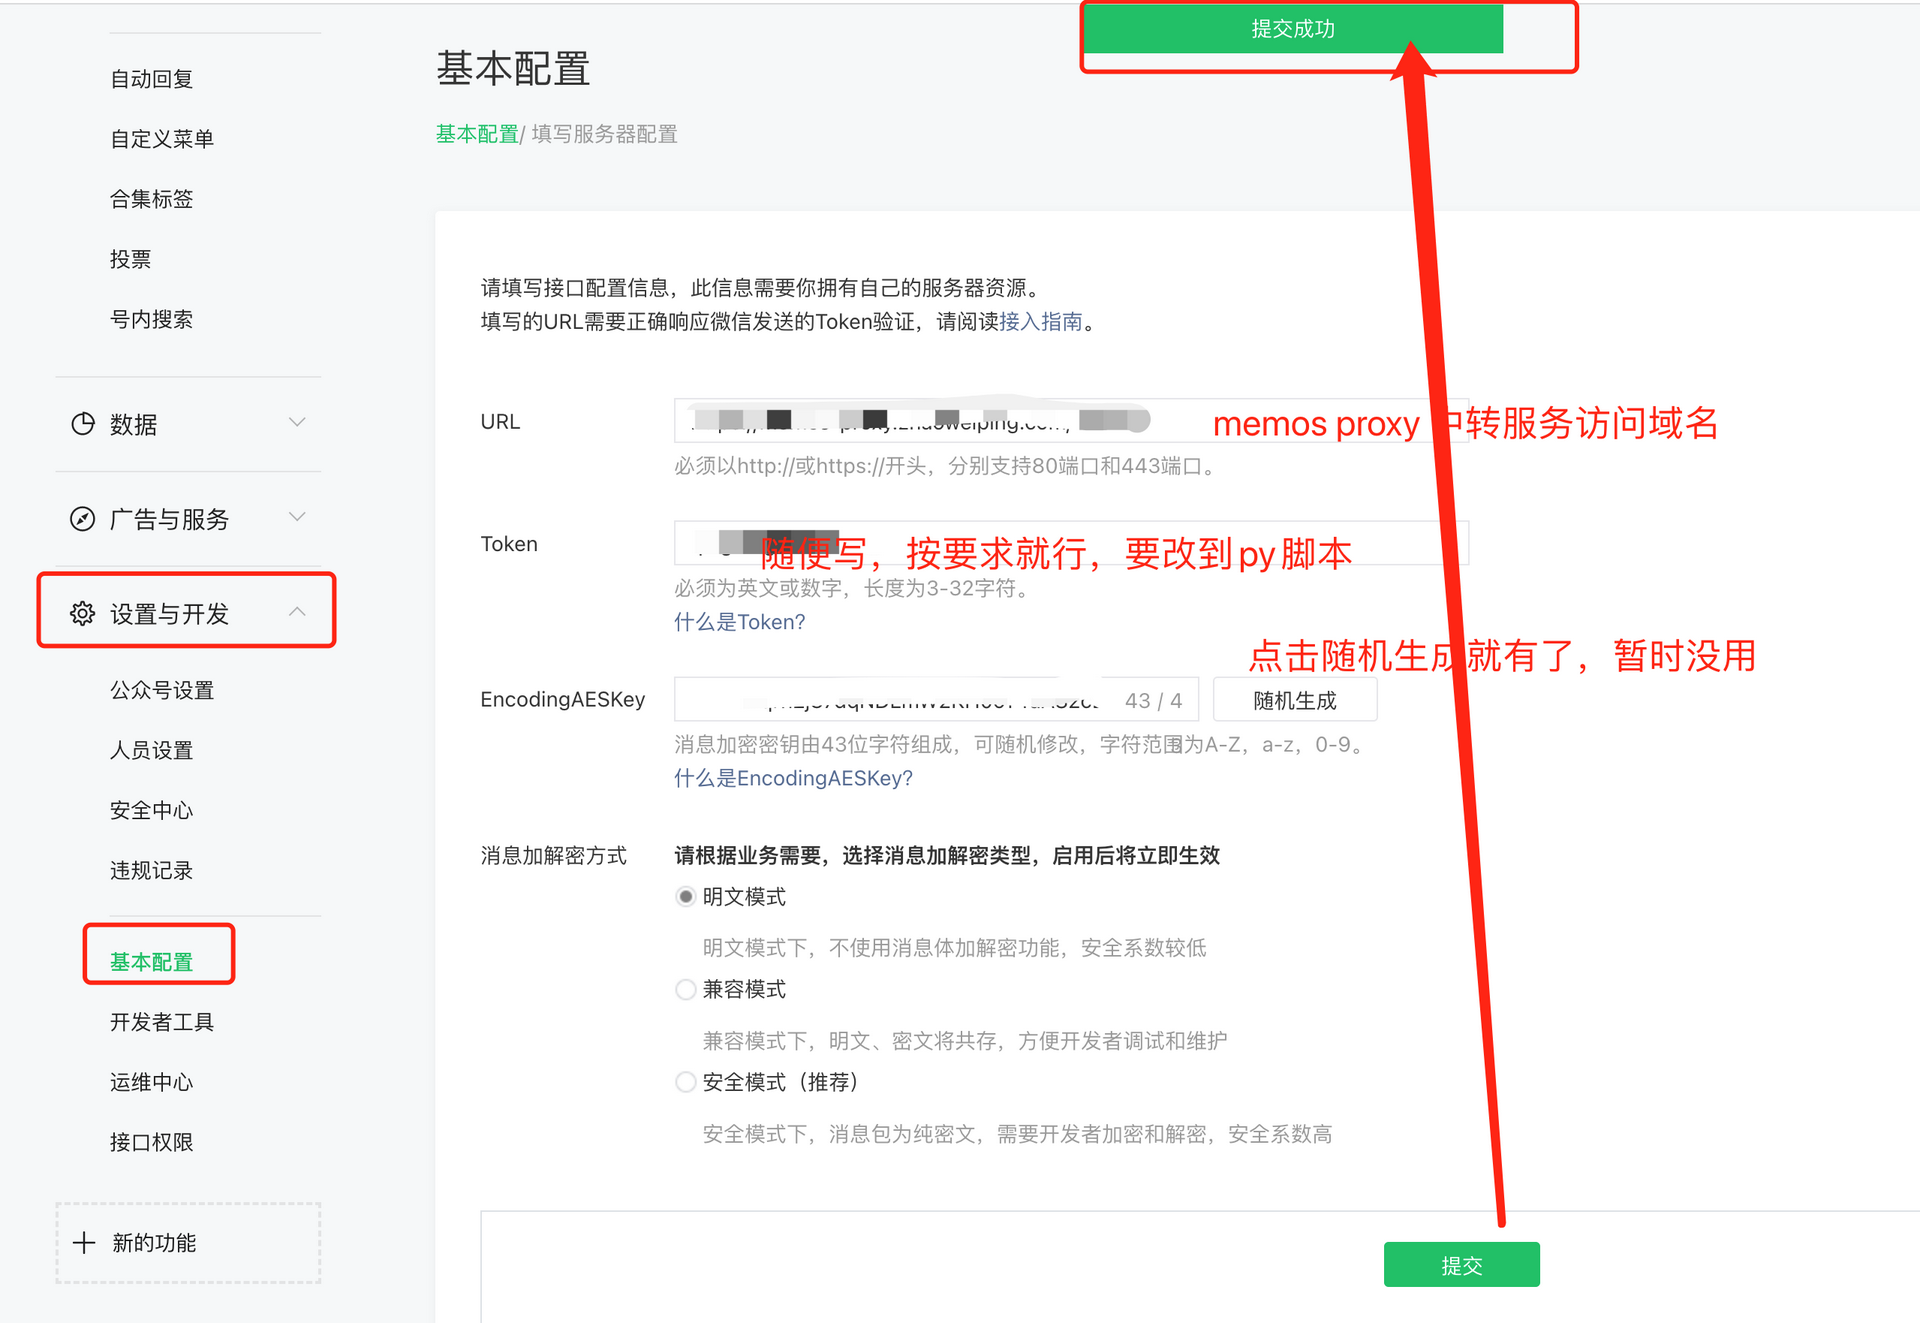 提交成功
自动回复
自定义菜单
合集标签
投票
号内搜索
数据
广告与服务
设置与开发
公众号设置
人员设置
安全中心
违规记录
基本配置
开发者工具
运维中心
接口权限
新的功能
基本配置
基本配置/ 填写服务器配置
请填写接口配置信息，此信息需要你拥有自己的服务器资源。
填写的URL需要正确响应微信发送的Token验证，请阅读接入指南。
URL
memos proxy 中转服务访问域名
必须以http://或https://开头，分别支持80端口和443端口。
Token
随便写，按要求就行，要改到py脚本
必须为英文或数字，长度为3-32字符。
什么是Token?
点击随机生成就有了，暂时没用
EncodingAESKey
43 / 4
随机生成
消息加密密钥由43位字符组成，可随机修改，字符范围为A-Z，a-z，0-9。
什么是EncodingAESKey?
消息加解密方式
请根据业务需要，选择消息加解密类型，启用后将立即生效
明文模式
明文模式下，不使用消息体加解密功能，安全系数较低
兼容模式
兼容模式下，明文、密文将共存，方便开发者调试和维护
安全模式（推荐）
安全模式下，消息包为纯密文，需要开发者加密和解密，安全系数高
提交